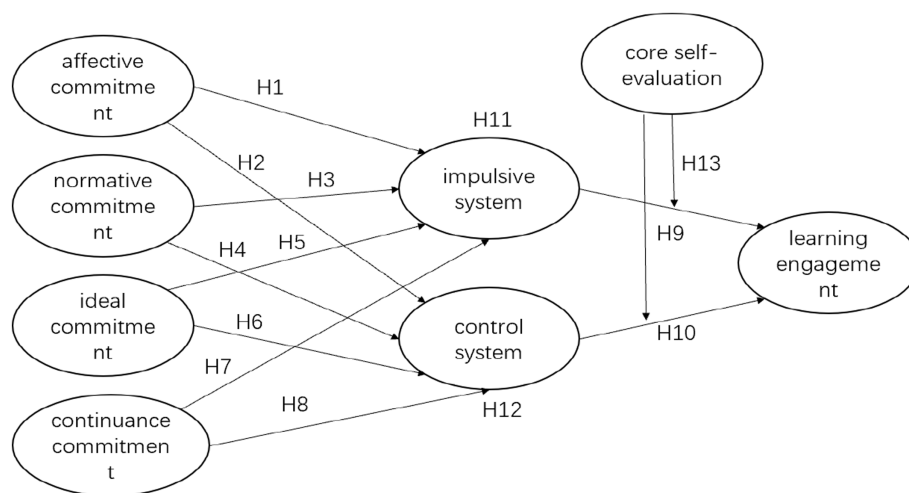 affective
commitme
nt
core self-
evaluation
H1
H11
H2
H13
normative
commitme
nt
H3
impulsive
system
H4
H5
H9
learning
engageme
nt
ideal
commitme
nt
H6
control
system
H10
H7
H8
H12
continuance
commitmen
t